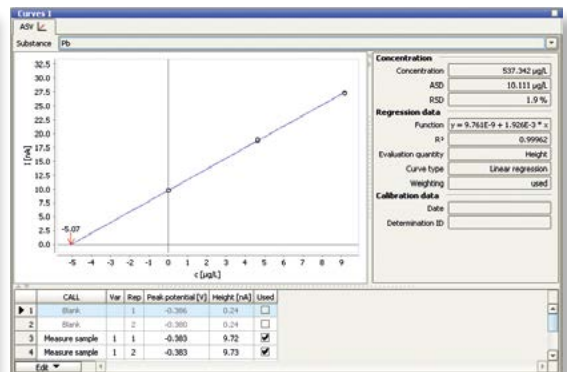 Curves 1
ASV
Substance Pb
32.5
30.0
27.5
25.0
22.5
20.0
17.5
15.0
12.5
10.0
7.5
5.0
2.5
0.0
I [nA]
-5.07
-5 -4 -3 -2 -1 0 1 2 3 4 5 6 7 8 9
c [µg/L]
Concentration
Concentration 537.342 µg/L
ASD 10.111 µg/L
RSD 1.9 %
Regression data
Function y = 9.761E-9 + 1.926E-3 * x
R² 0.99962
Evaluation quantity Height
Curve type Linear regression
Weighting used
Calibration data
Date
Determination ID
CALL Var Rep Peak potential [V] Height [nA] Used
1 Blank 1 -0.386 0.24
2 Blank 2 -0.380 0.24
3 Measure sample 1 1 -0.383 9.72
4 Measure sample 1 2 -0.383 9.73
Edit